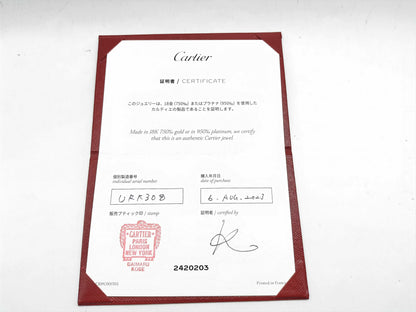 Cartier
証明書 / CERTIFICATE
このジュエリーは、18金 (750‰) またはプラチナ (950‰) を使用した
カルティエの製品であることを証明します。
Made in 18K 750‰ gold or in 950‰ platinum, we certify
that this is an authentic Cartier jewel
個別製造番号
individual serial number
購入年月日
date of purchase
6. AUG. 2023
販売ブティック印 / stamp
証明者 / certified by
CARTIER
PARIS
LONDON
NEW YORK
DAIMARU
KOBE
2420203